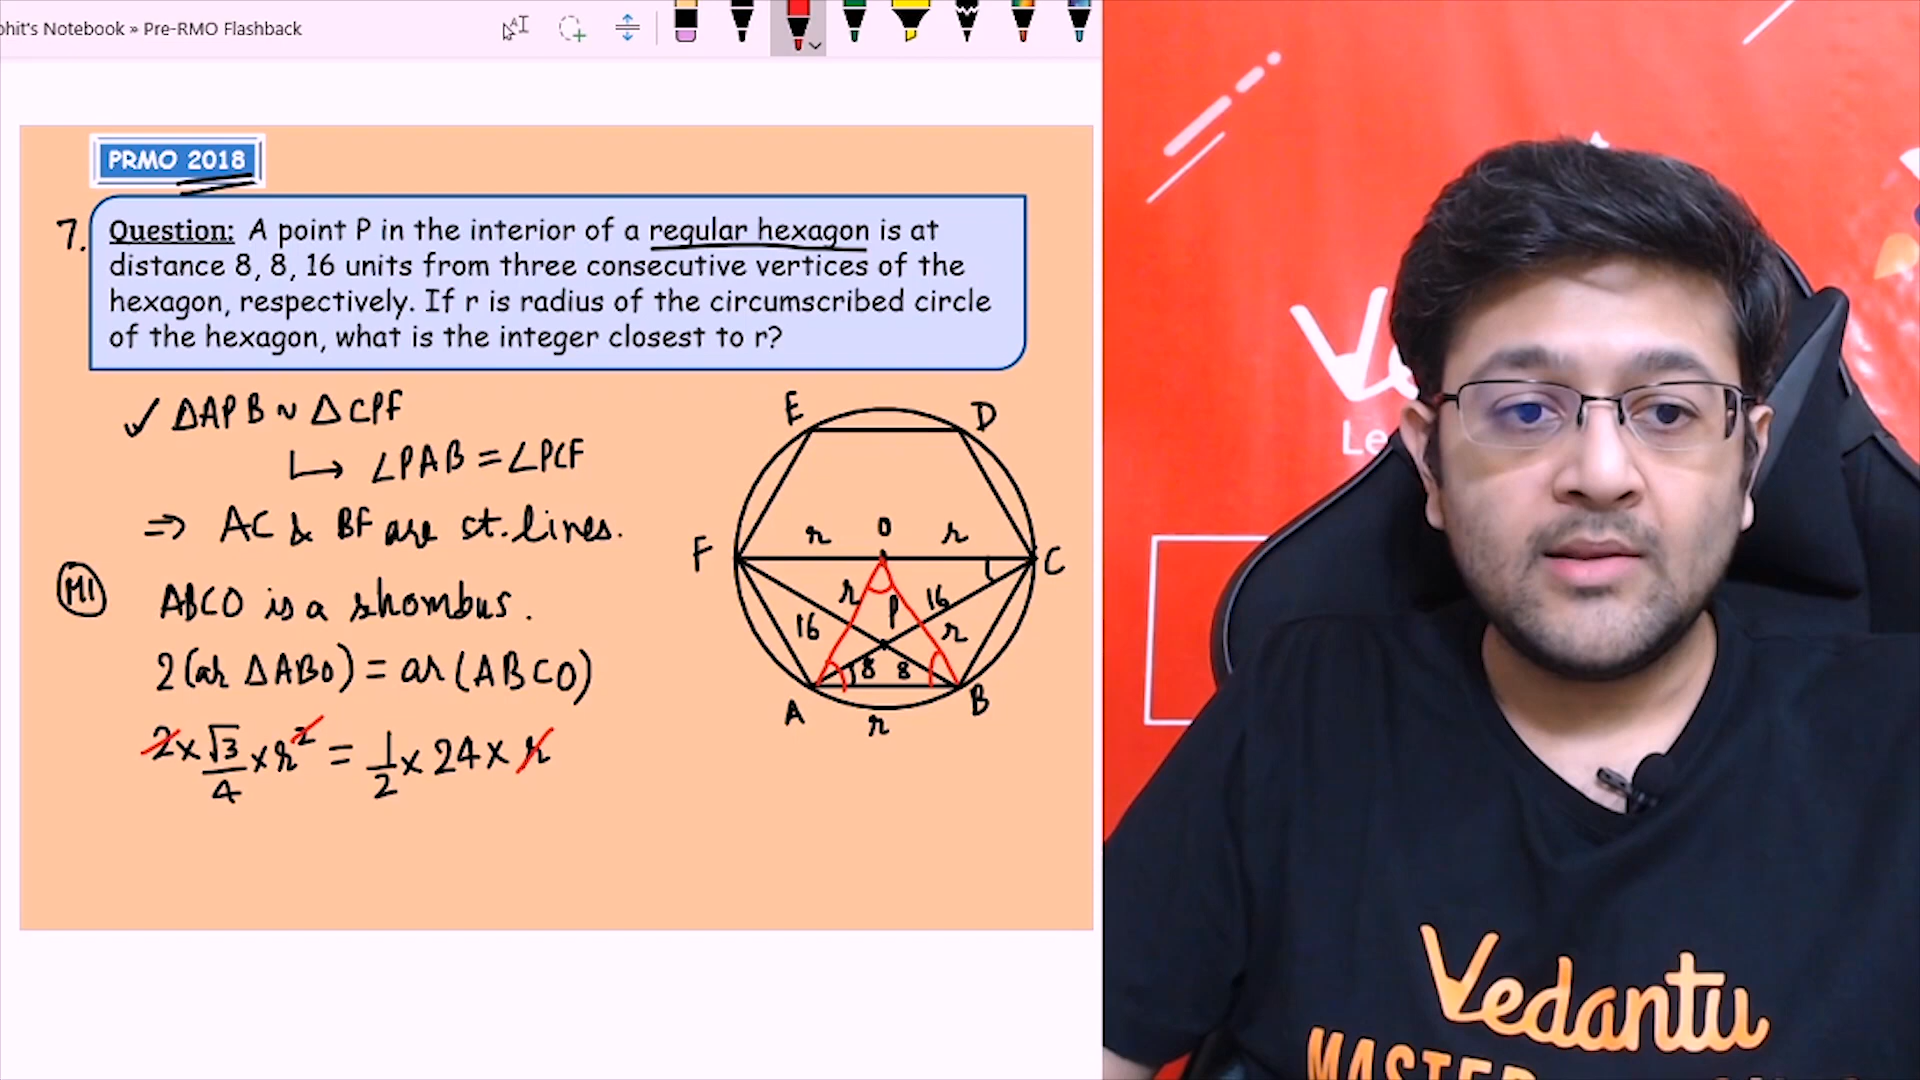 ohit's Notebook » Pre-RMO Flashback
PRMO 2018
7.
Question: A point P in the interior of a regular hexagon is at
distance 8, 8, 16 units from three consecutive vertices of the
hexagon, respectively. If r is radius of the circumscribed circle
of the hexagon, what is the integer closest to r?
✓ ΔAPB ~ ΔCPF
↳ ∠PAB = ∠PCF
⇒ AC & BF are st. lines.
M1 ABCO is a rhombus.
2(ar ΔABO) = ar(ABCO)
2 × √3/4 × r² = 1/2 × 24 × r
E D
F r O r C
r P 16
16 r
8 8
A r B
Ve
Le
Vedantu
MASTER